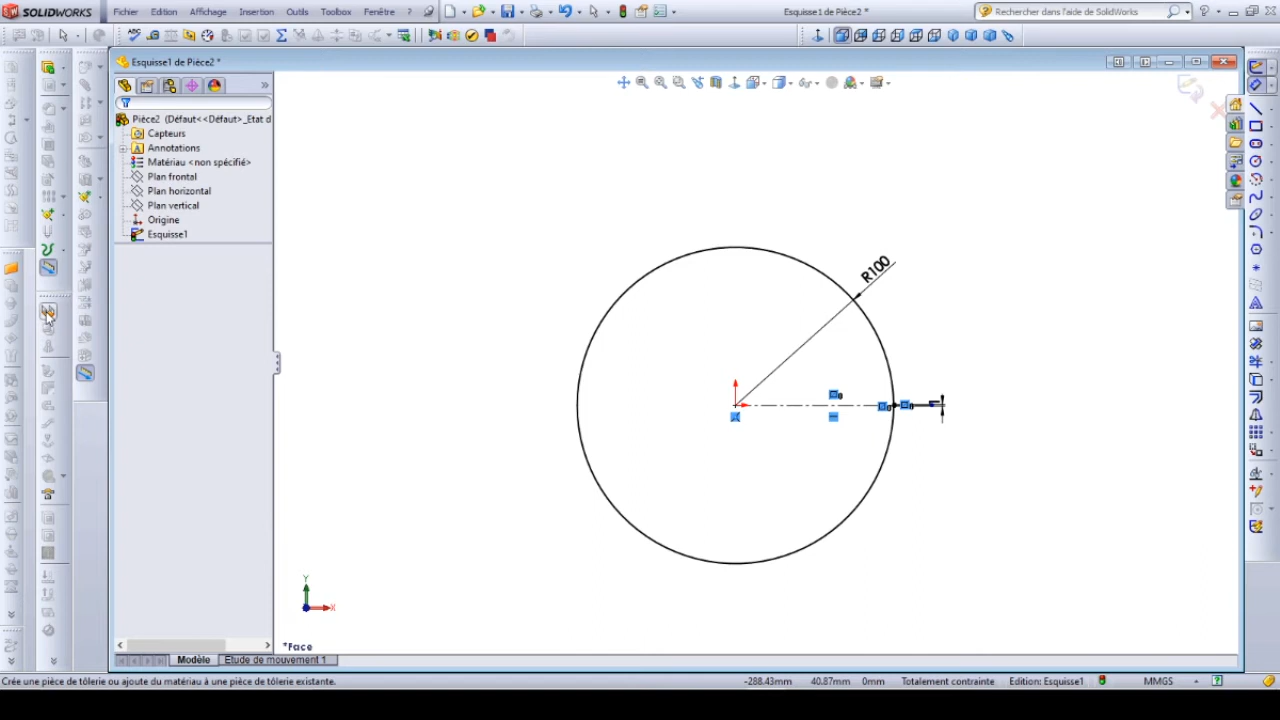 SOLIDWORKS
Fichier Edition Affichage Insertion Outils Toolbox Fenêtre ?
Esquisse1 de Pièce2 *
Rechercher dans l'aide de SolidWorks
Esquisse1 de Pièce2 *
Pièce2 (Défaut<<Défaut>_Etat d
Capteurs
Annotations
Matériau <non spécifié>
Plan frontal
Plan horizontal
Plan vertical
Origine
Esquisse1
R100
Y
X
*Face
Modèle Etude de mouvement 1
Crée une pièce de tôlerie ou ajoute du matériau à une pièce de tôlerie existante. -288.43mm 40.87mm 0mm Totalement contrainte Edition: Esquisse1 MMGS